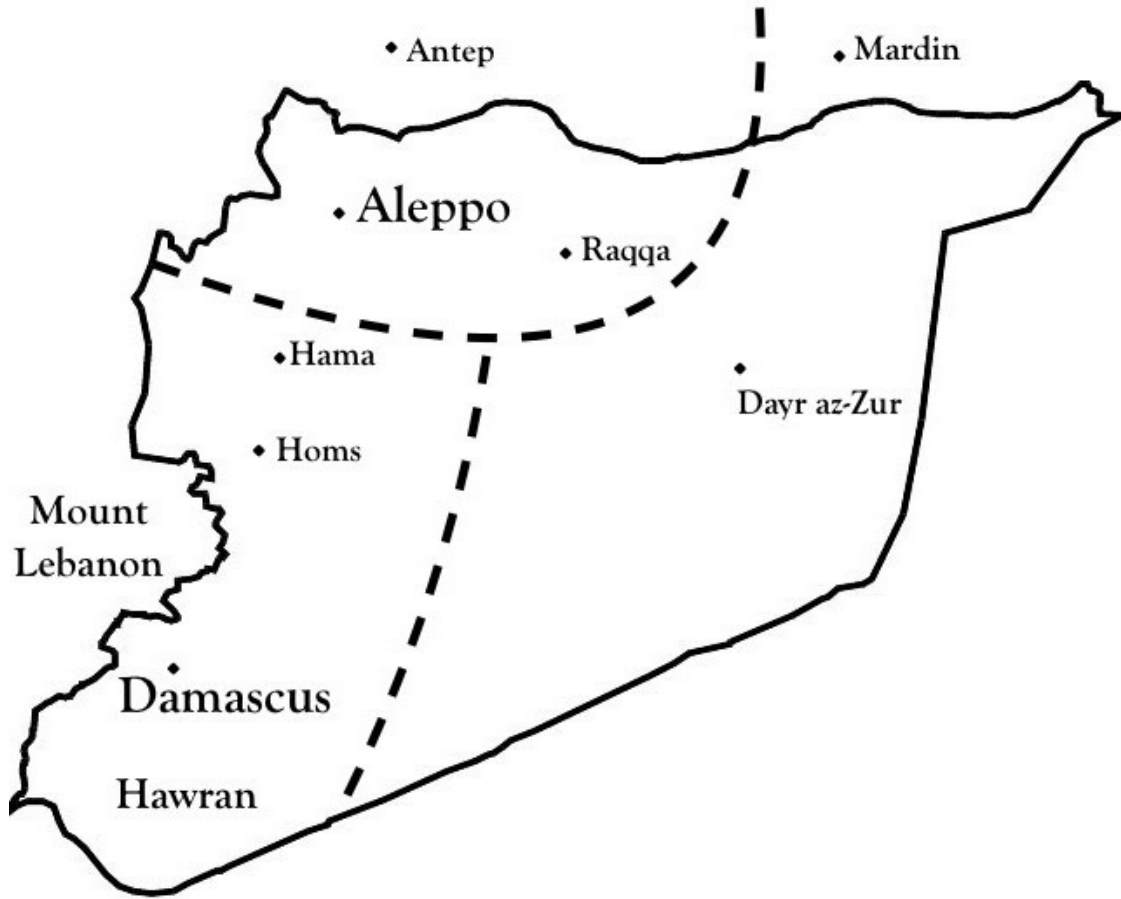 Antep
Mardin
Aleppo
Raqqa
Hama
Dayr az-Zur
Homs
Mount
Lebanon
Damascus
Hawran